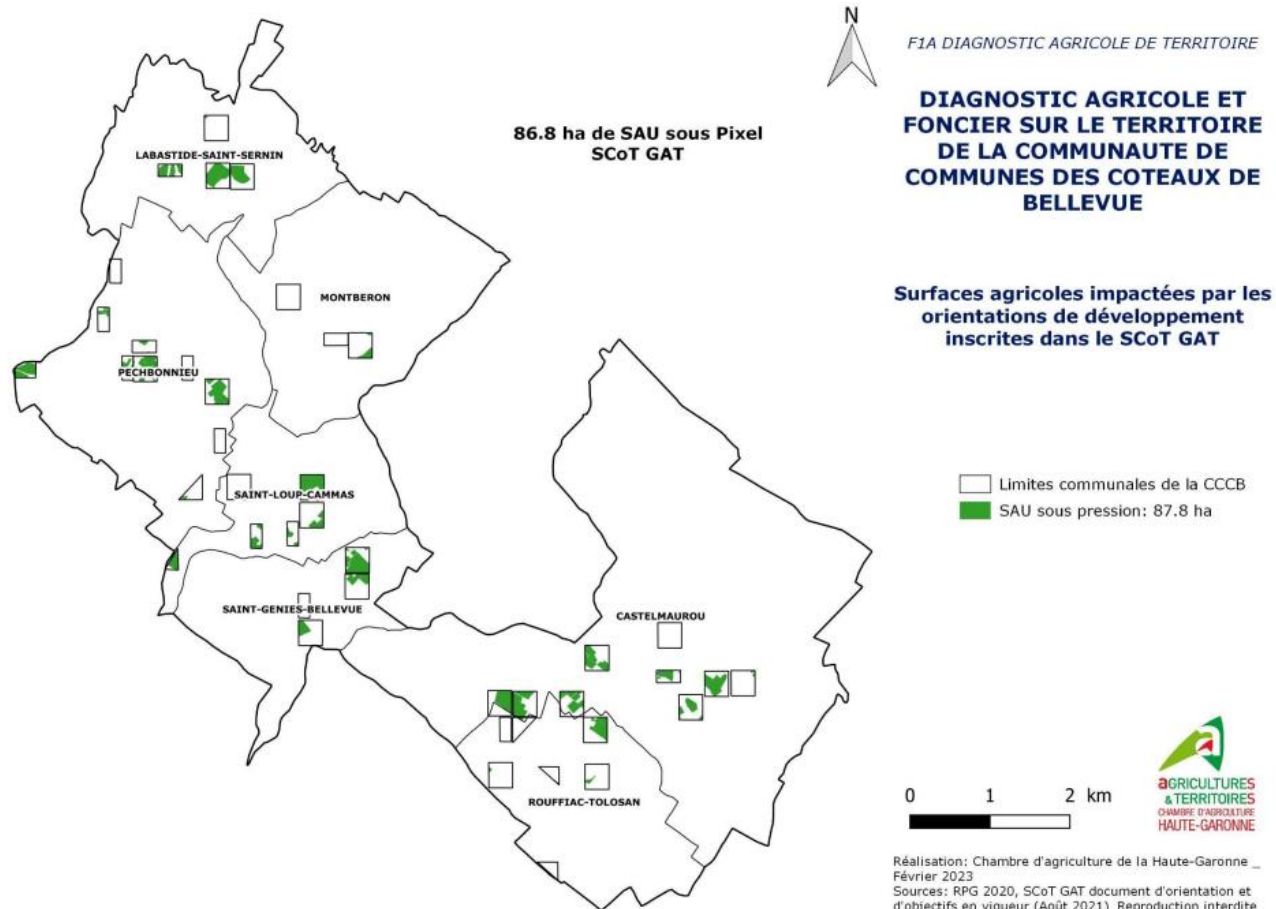 N
F1A DIAGNOSTIC AGRICOLE DE TERRITOIRE
DIAGNOSTIC AGRICOLE ET
FONCIER SUR LE TERRITOIRE
DE LA COMMUNAUTE DE
COMMUNES DES COTEAUX DE
BELLEVUE
86.8 ha de SAU sous Pixel
SCoT GAT
Surfaces agricoles impactées par les
orientations de développement
inscrites dans le SCoT GAT
LABASTIDE-SAINT-SERNIN
MONTBERON
PECHBONNIEU
SAINT-LOUP-CAMMAS
SAINT-GENIES-BELLEVUE
CASTELMAUROU
ROUFFIAC-TOLOSAN
Limites communales de la CCCB
SAU sous pression: 87.8 ha
0 1 2 km
aGRICULTURES
& TERRITOIRES
CHAMBRE D'AGRICULTURE
HAUTE-GARONNE
Réalisation: Chambre d'agriculture de la Haute-Garonne _
Février 2023
Sources: RPG 2020, SCoT GAT document d'orientation et
d'objectifs en vigueur (Août 2021). Reproduction interdite